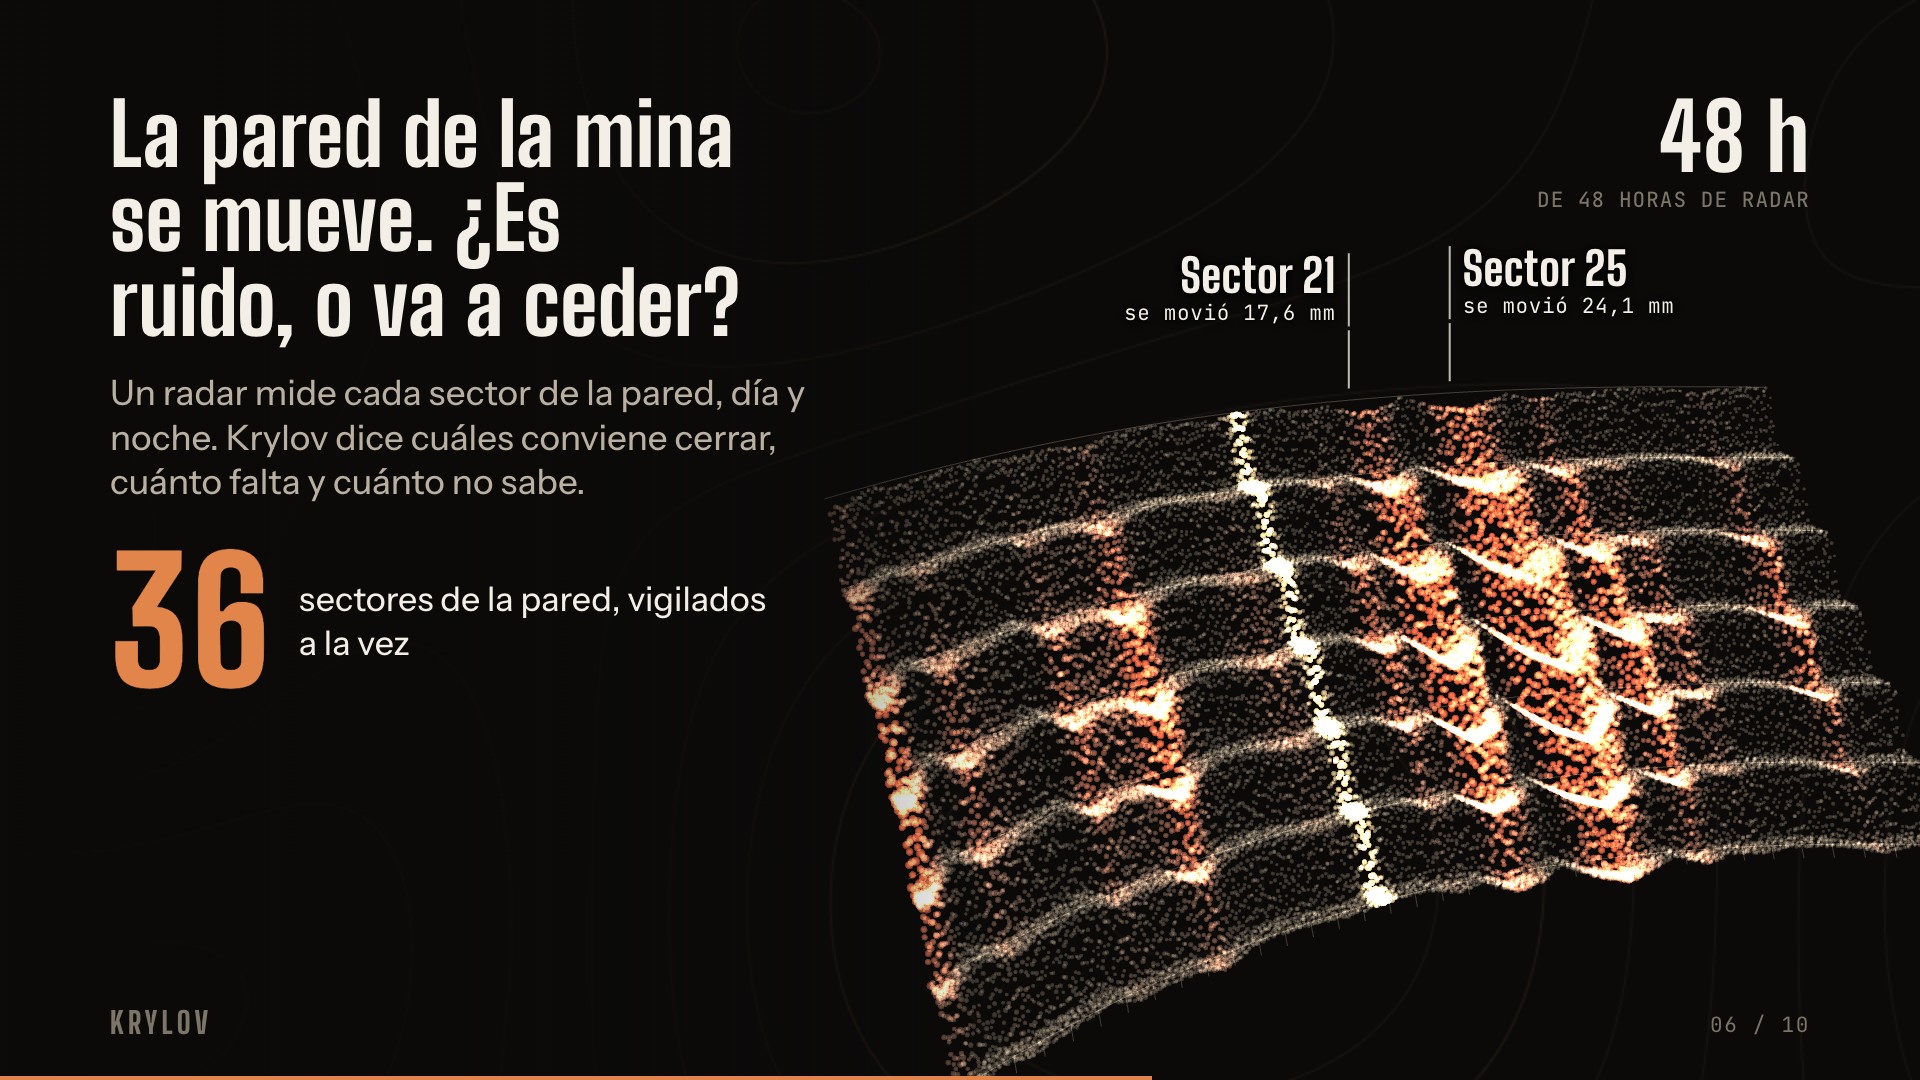 La pared de la mina
se mueve. ¿Es
ruido, o va a ceder?
Un radar mide cada sector de la pared, día y
noche. Krylov dice cuáles conviene cerrar,
cuánto falta y cuánto no sabe.
36
sectores de la pared, vigilados
a la vez
48 h
DE 48 HORAS DE RADAR
Sector 21
se movió 17,6 mm
Sector 25
se movió 24,1 mm
KRYLOV
06 / 10